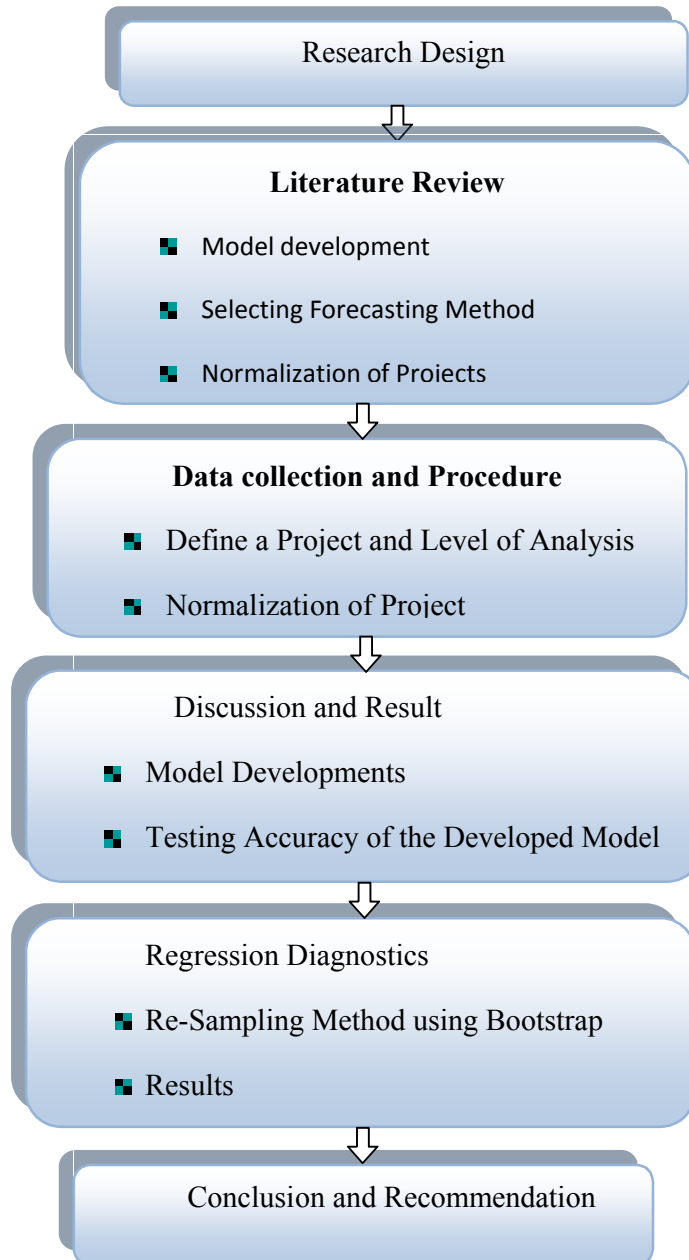 Research Design
Literature Review
Model development
Selecting Forecasting Method
Normalization of Projects
Data collection and Procedure
Define a Project and Level of Analysis
Normalization of Project
Discussion and Result
Model Developments
Testing Accuracy of the Developed Model
Regression Diagnostics
Re-Sampling Method using Bootstrap
Results
Conclusion and Recommendation